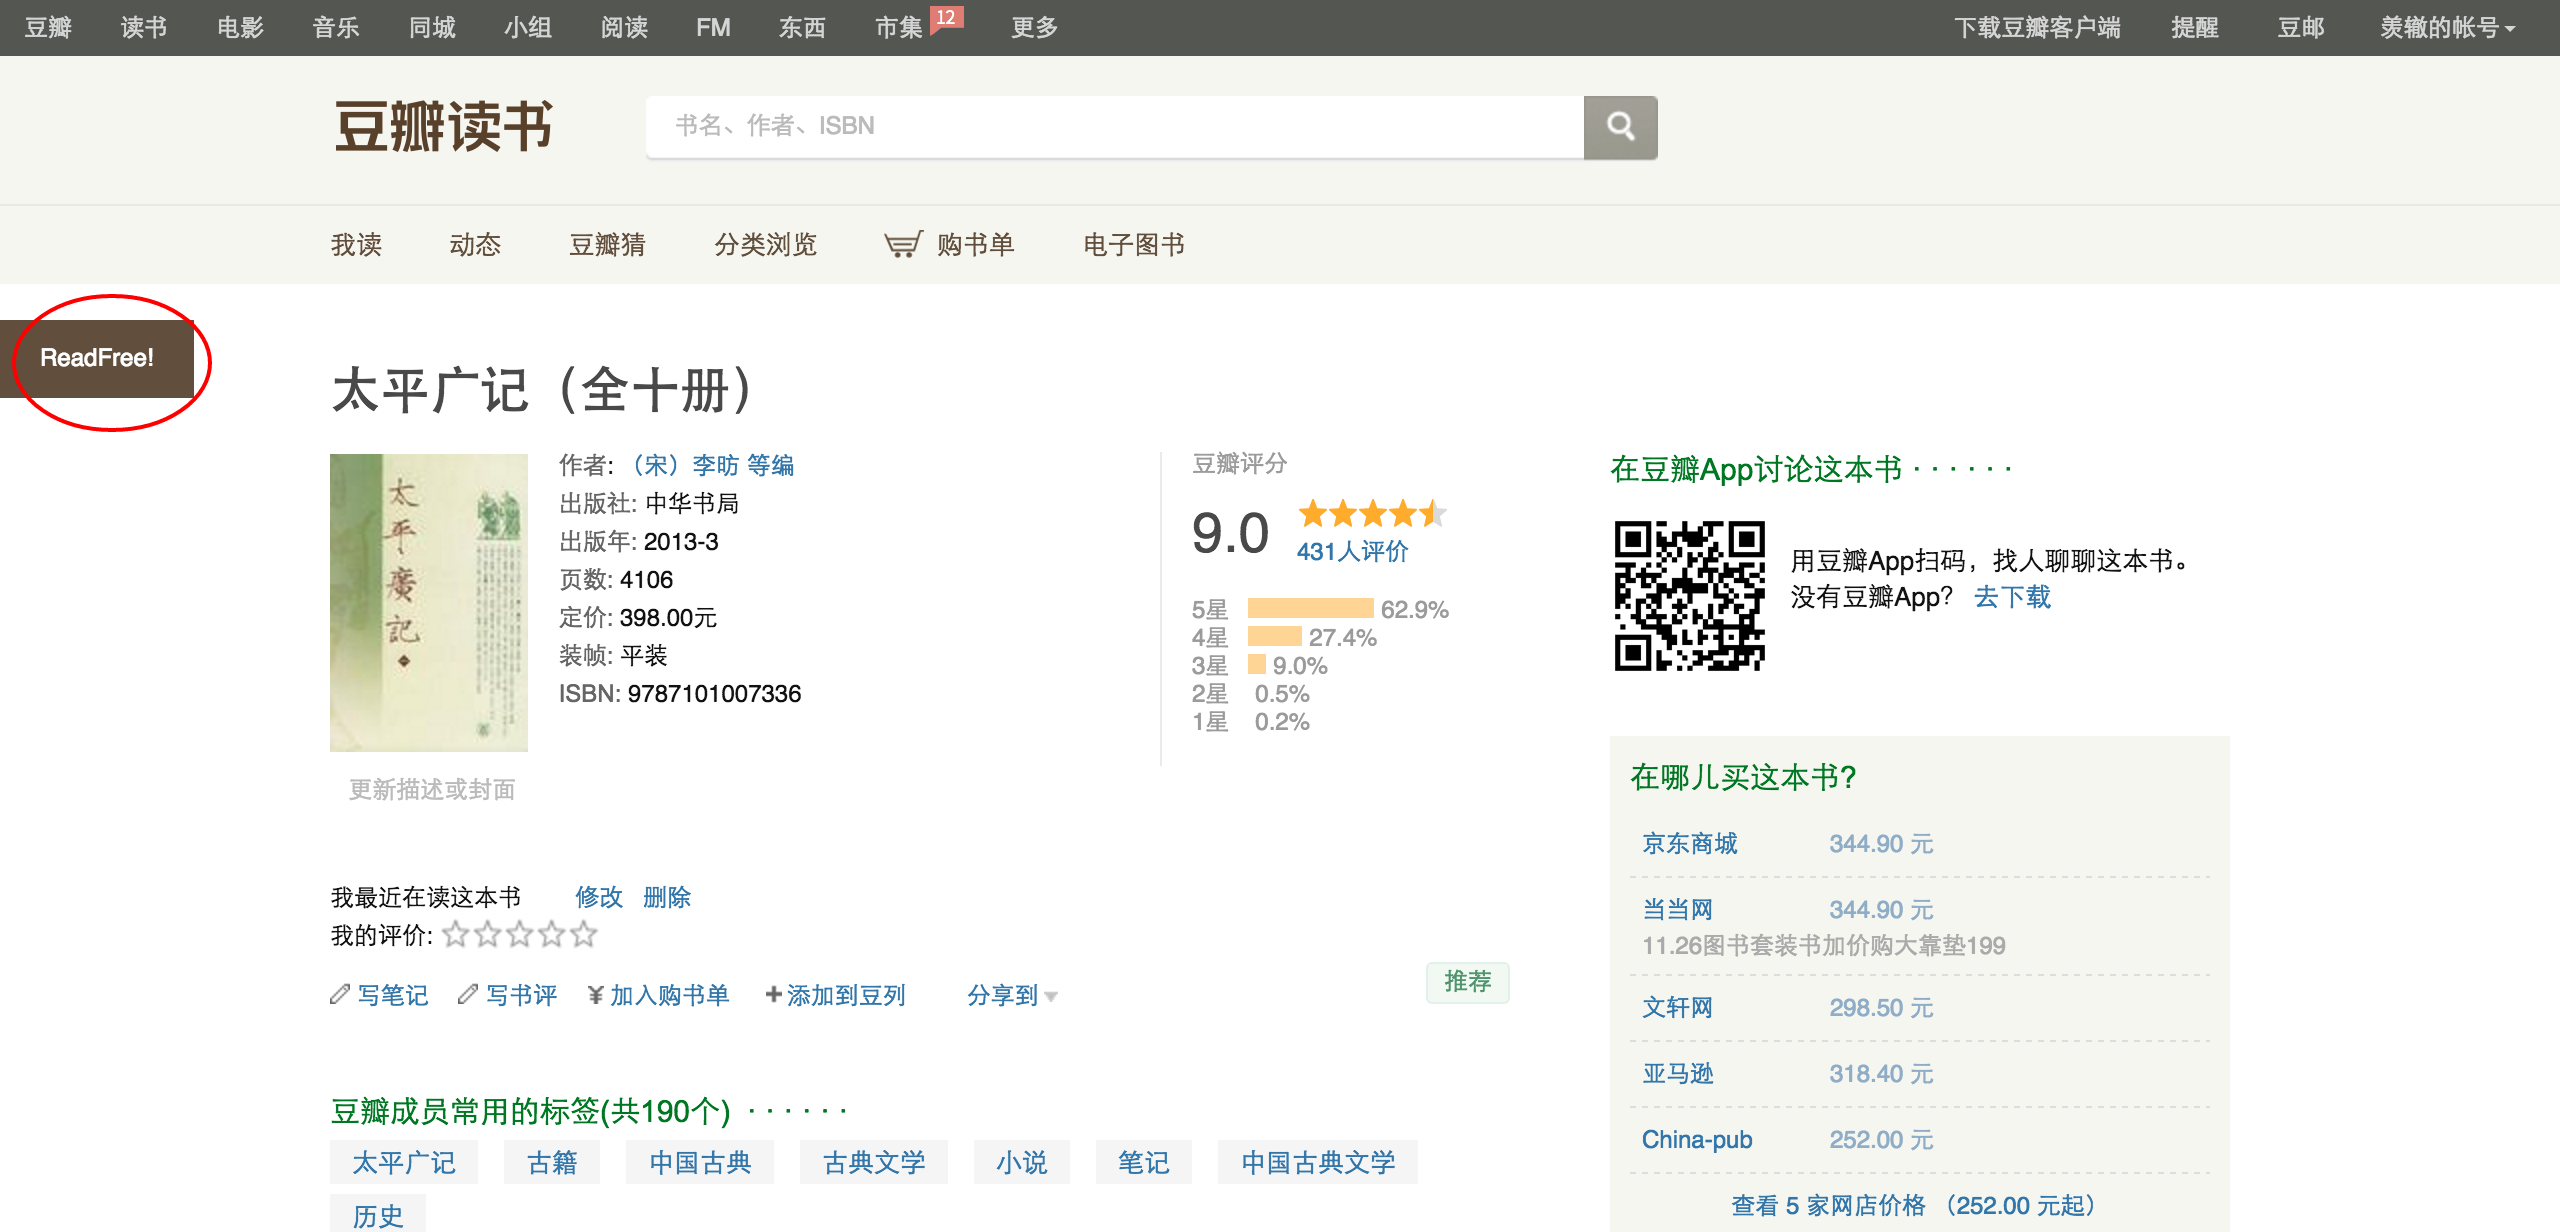 豆瓣 读书 电影 音乐 同城 小组 阅读 FM 东西 市集 12 更多 下载豆瓣客户端 提醒 豆邮 羡辙的帐号
豆瓣读书
书名、作者、ISBN
我读 动态 豆瓣猜 分类浏览 购书单 电子图书
ReadFree!
太平广记（全十册）
太平廣記
作者: （宋）李昉 等编
出版社: 中华书局
出版年: 2013-3
页数: 4106
定价: 398.00元
装帧: 平装
ISBN: 9787101007336
更新描述或封面
豆瓣评分
9.0
431人评价
5星 62.9%
4星 27.4%
3星 9.0%
2星 0.5%
1星 0.2%
我最近在读这本书 修改 删除
我的评价:
写笔记 写书评 ¥加入购书单 +添加到豆列 分享到
推荐
豆瓣成员常用的标签(共190个) · · · · · ·
太平广记 古籍 中国古典 古典文学 小说 笔记 中国古典文学
历史
在豆瓣App讨论这本书 · · · · · ·
用豆瓣App扫码，找人聊聊这本书。
没有豆瓣App？ 去下载
在哪儿买这本书?
京东商城 344.90 元
当当网 344.90 元
11.26图书套装书加价购大靠垫199
文轩网 298.50 元
亚马逊 318.40 元
China-pub 252.00 元
查看 5 家网店价格 （252.00 元起）